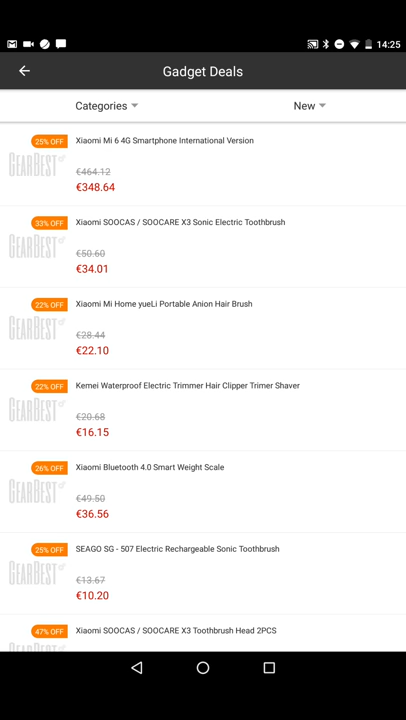 14:25
Gadget Deals
Categories New
25% OFF Xiaomi Mi 6 4G Smartphone International Version
GEARBEST
€464.12
€348.64
33% OFF Xiaomi SOOCAS / SOOCARE X3 Sonic Electric Toothbrush
GEARBEST
€50.60
€34.01
22% OFF Xiaomi Mi Home yueLi Portable Anion Hair Brush
GEARBEST
€28.44
€22.10
22% OFF Kemei Waterproof Electric Trimmer Hair Clipper Trimer Shaver
GEARBEST
€20.68
€16.15
26% OFF Xiaomi Bluetooth 4.0 Smart Weight Scale
GEARBEST
€49.50
€36.56
25% OFF SEAGO SG - 507 Electric Rechargeable Sonic Toothbrush
GEARBEST
€13.67
€10.20
47% OFF Xiaomi SOOCAS / SOOCARE X3 Toothbrush Head 2PCS